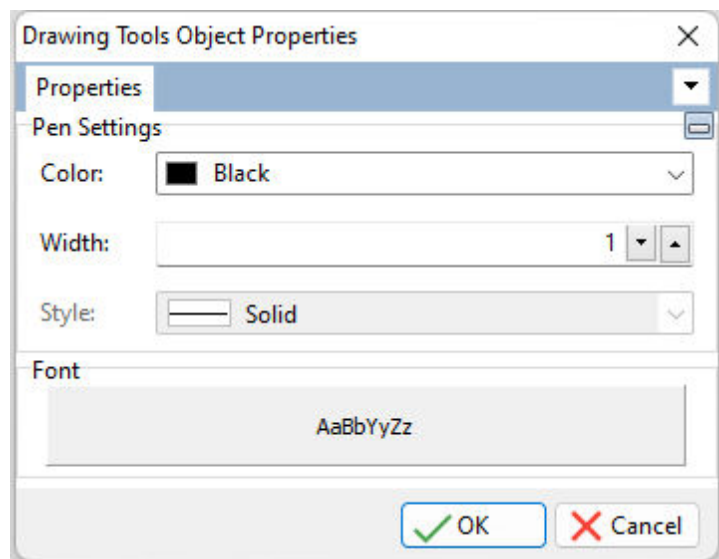 Drawing Tools Object Properties
Properties
Pen Settings
Color: Black
Width: 1
Style: Solid
Font
AaBbYyZz
OK Cancel